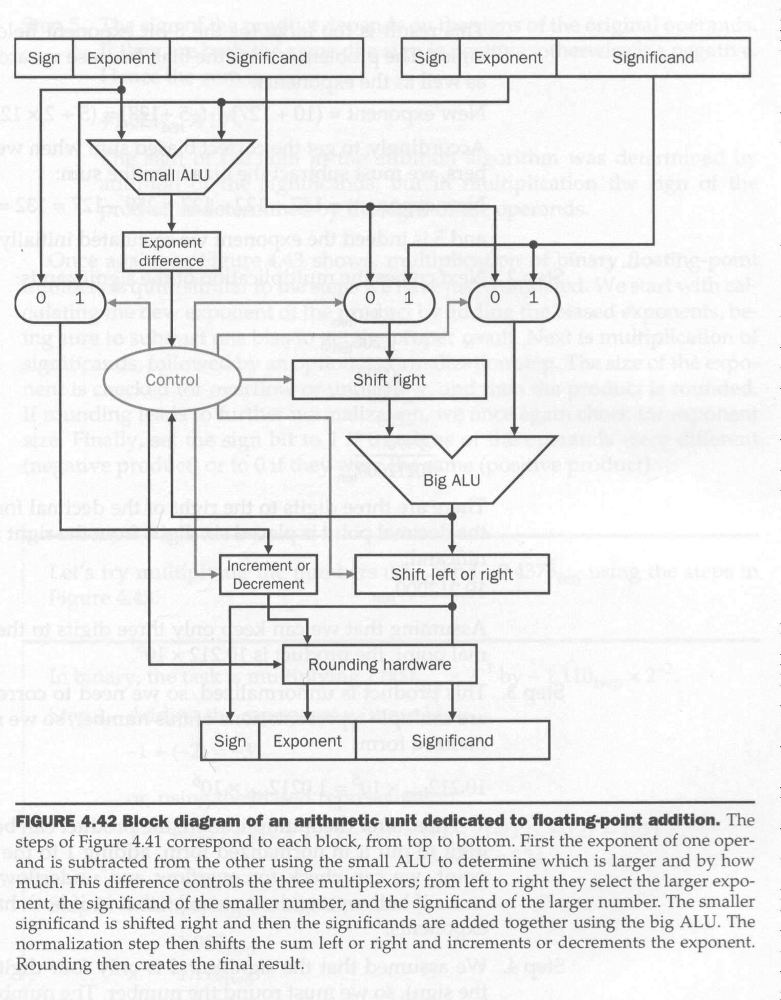 Sign Exponent Significand Sign Exponent Significand
Small ALU
Exponent
difference
0 1 0 1 0 1
Control Shift right
Big ALU
Increment or
Decrement
Shift left or right
Rounding hardware
Sign Exponent Significand
FIGURE 4.42 Block diagram of an arithmetic unit dedicated to floating-point addition. The
steps of Figure 4.41 correspond to each block, from top to bottom. First the exponent of one oper-
and is subtracted from the other using the small ALU to determine which is larger and by how
much. This difference controls the three multiplexors; from left to right they select the larger expo-
nent, the significand of the smaller number, and the significand of the larger number. The smaller
significand is shifted right and then the significands are added together using the big ALU. The
normalization step then shifts the sum left or right and increments or decrements the exponent.
Rounding then creates the final result.